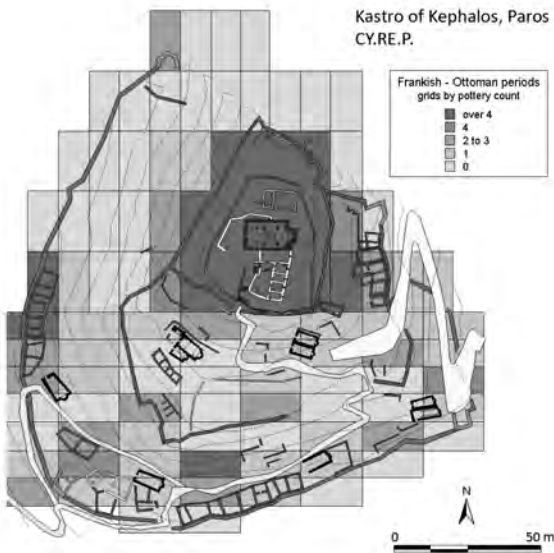 Kastro of Kephalos, Paros
CY.RE.P.
Frankish - Ottoman periods
grids by pottery count
over 4
4
2 to 3
1
0
N
0 50 m